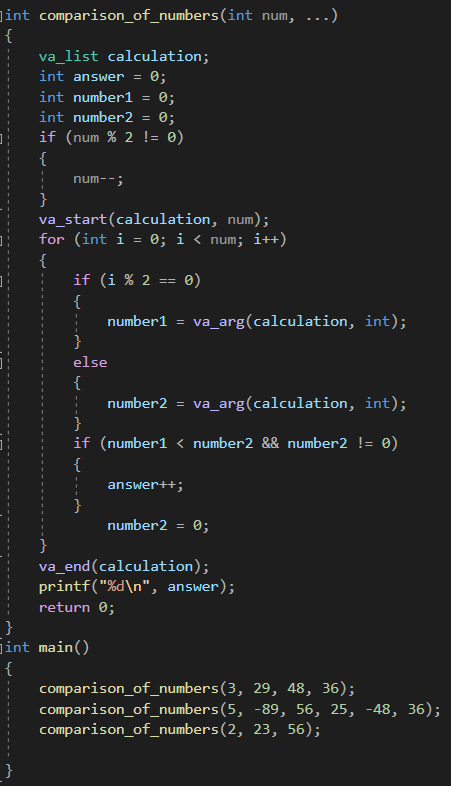 int comparison_of_numbers(int num, ...)
{
    va_list calculation;
    int answer = 0;
    int number1 = 0;
    int number2 = 0;
    if (num % 2 != 0)
    {
        num--;
    }
    va_start(calculation, num);
    for (int i = 0; i < num; i++)
    {
        if (i % 2 == 0)
        {
            number1 = va_arg(calculation, int);
        }
        else
        {
            number2 = va_arg(calculation, int);
        }
        if (number1 < number2 && number2 != 0)
        {
            answer++;
        }
            number2 = 0;
    }
    va_end(calculation);
    printf("%d\n", answer);
    return 0;
}
int main()
{
    comparison_of_numbers(3, 29, 48, 36);
    comparison_of_numbers(5, -89, 56, 25, -48, 36);
    comparison_of_numbers(2, 23, 56);

}